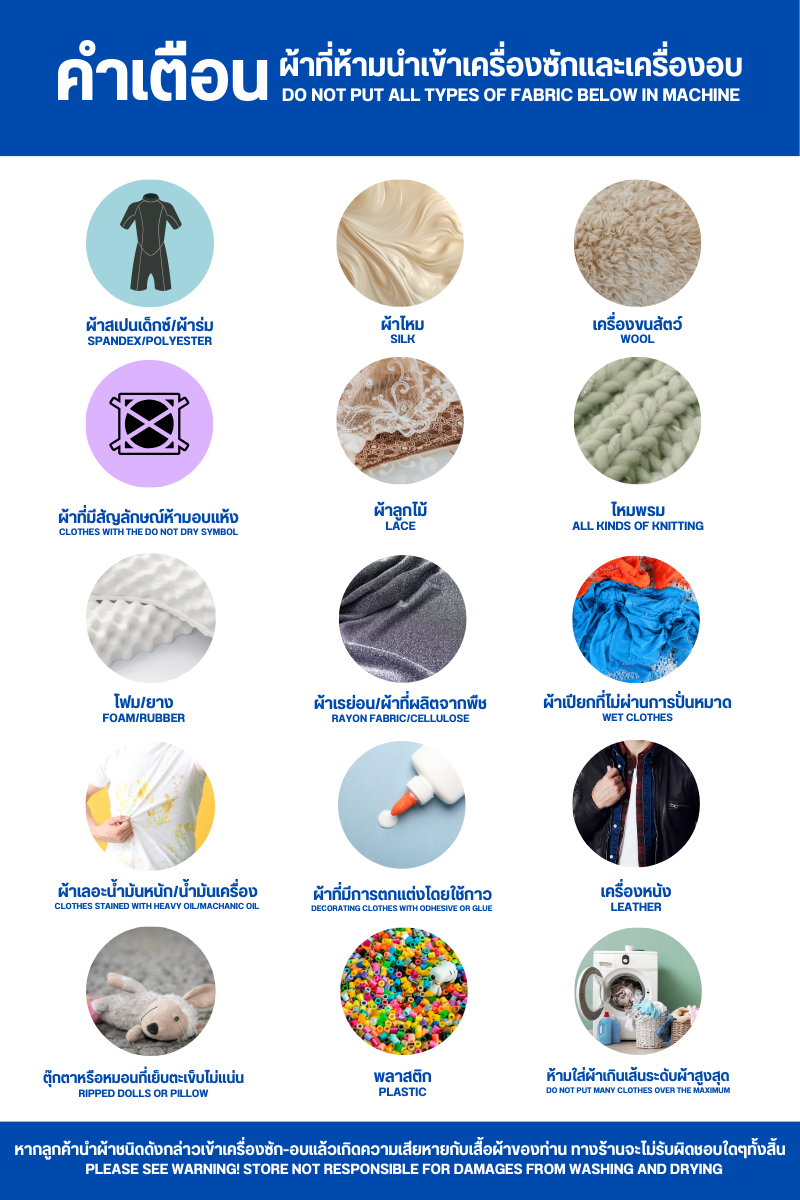 คำเตือน ผ้าที่ห้ามนำเข้าเครื่องซักและเครื่องอบ
DO NOT PUT ALL TYPES OF FABRIC BELOW IN MACHINE
ผ้าสเปนเด็กซ์/ผ้าร่ม
SPANDEX/POLYESTER
ผ้าไหม
SILK
เครื่องขนสัตว์
WOOL
ผ้าที่มีสัญลักษณ์ห้ามอบแห้ง
CLOTHES WITH THE DO NOT DRY SYMBOL
ผ้าลูกไม้
LACE
ไหมพรม
ALL KINDS OF KNITTING
โฟม/ยาง
FOAM/RUBBER
ผ้าเรย่อน/ผ้าที่ผลิตจากพืช
RAYON FABRIC/CELLULOSE
ผ้าเปียกที่ไม่ผ่านการปั่นหมาด
WET CLOTHES
ผ้าเลอะน้ำมันหนัก/น้ำมันเครื่อง
CLOTHES STAINED WITH HEAVY OIL/MACHANIC OIL
ผ้าที่มีการตกแต่งโดยใช้กาว
DECORATING CLOTHES WITH ODHESIVE OR GLUE
เครื่องหนัง
LEATHER
ตุ๊กตาหรือหมอนที่เย็บตะเข็บไม่แน่น
RIPPED DOLLS OR PILLOW
พลาสติก
PLASTIC
ห้ามใส่ผ้าเกินเส้นระดับผ้าสูงสุด
DO NOT PUT MANY CLOTHES OVER THE MAXIMUM
หากลูกค้านำผ้าชนิดดังกล่าวเข้าเครื่องซัก-อบแล้วเกิดความเสียหายกับเสื้อผ้าของท่าน ทางร้านจะไม่รับผิดชอบใดๆทั้งสิ้น
PLEASE SEE WARNING! STORE NOT RESPONSIBLE FOR DAMAGES FROM WASHING AND DRYING